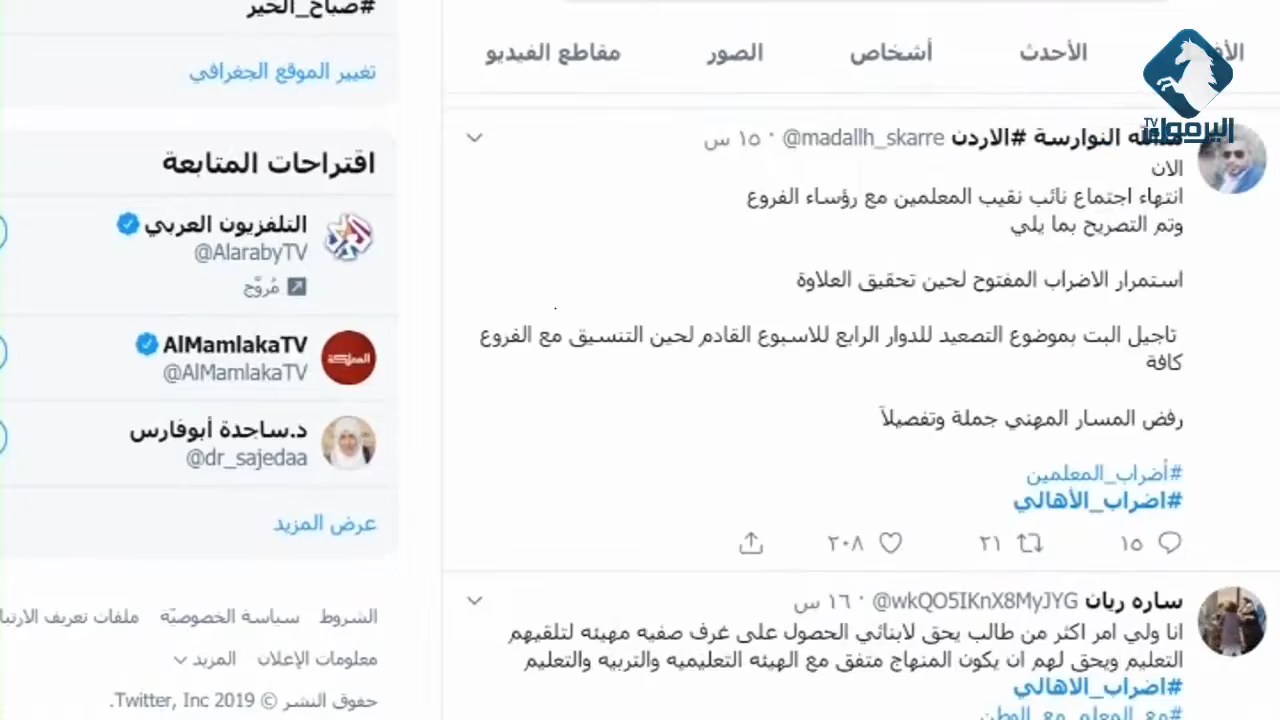 #صباح_الخير
تغيير الموقع الجغرافي
اقتراحات المتابعة
التلفزيون العربي
@AlarabyTV
مُروَّج
AlMamlakaTV
@AlMamlakaTV
المملكة
د.ساجدة أبوفارس
@dr_sajedaa
عرض المزيد
الشروط سياسة الخصوصيّة ملفات تعريف
معلومات الإعلان المزيد
حقوق النشر © 2019 Twitter, Inc.
الأحدث أشخاص الصور مقاطع الفيديو
اليرموك TV
النوارسة #الاردن @madallh_skarre · ١٥ س
الان
انتهاء اجتماع نائب نقيب المعلمين مع رؤساء الفروع
وتم التصريح بما يلي
استمرار الاضراب المفتوح لحين تحقيق العلاوة
تاجيل البت بموضوع التصعيد للدوار الرابع للاسبوع القادم لحين التنسيق مع الفروع
كافة
رفض المسار المهني جملة وتفصيلاً
#أضراب_المعلمين
#اضراب_الأهالي
١٥ ٢١ ٢٠٨
ساره ريان @wkQO5IKnX8MyJYG · ١٦ س
انا ولي امر اكثر من طالب يحق لابنائي الحصول على غرف صفيه مهيئه لتلقيهم
التعليم ويحق لهم ان يكون المنهاج متفق مع الهيئه التعليميه والتربيه والتعليم
#اضراب_الاهالي
#مع_المعلم_مع_الوطن